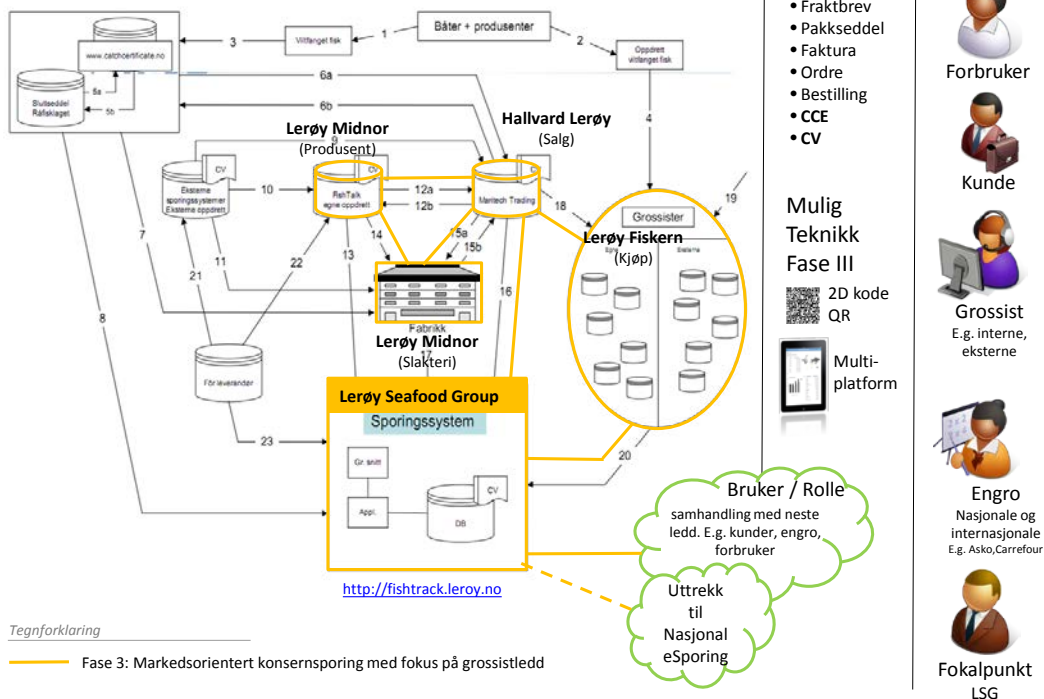 Båter + produsenter
Villfanget fisk
Oppdrett
villfanget fisk
1
2
3
4
www.catchcertificate.no
5a
5b
Sluttseddel
Råfisklaget
6a
6b
7
8
9
Lerøy Midnor
(Produsent)
Hallvard Lerøy
(Salg)
CV
CV
CV
Eksterne
sporingssystemer
Eksterne oppdrett
10
FishTalk
egne oppdrett
12a
12b
Maritech Trading
18
19
Grossister
Lerøy Fiskern
(Kjøp)
Egne
Eksterne
11
13
14
15a
15b
16
21
22
Fabrikk
Lerøy Midnor
17
(Slakteri)
Fôr leverandør
23
20
Lerøy Seafood Group
Sporingssystem
Gr. snitt
Appl.
DB
CV
http://fishtrack.leroy.no
Bruker / Rolle
samhandling med neste
ledd. E.g. kunder, engro,
forbruker
Uttrekk
til
Nasjonal
eSporing
Tegnforklaring
Fase 3: Markedsorientert konsernsporing med fokus på grossistledd
• Fraktbrev
• Pakkseddel
• Faktura
• Ordre
• Bestilling
• CCE
• CV
Mulig
Teknikk
Fase III
2D kode
QR
Multi-
platform
Forbruker
Kunde
Grossist
E.g. interne,
eksterne
Engro
Nasjonale og
internasjonale
E.g. Asko,Carrefour
Fokalpunkt
LSG